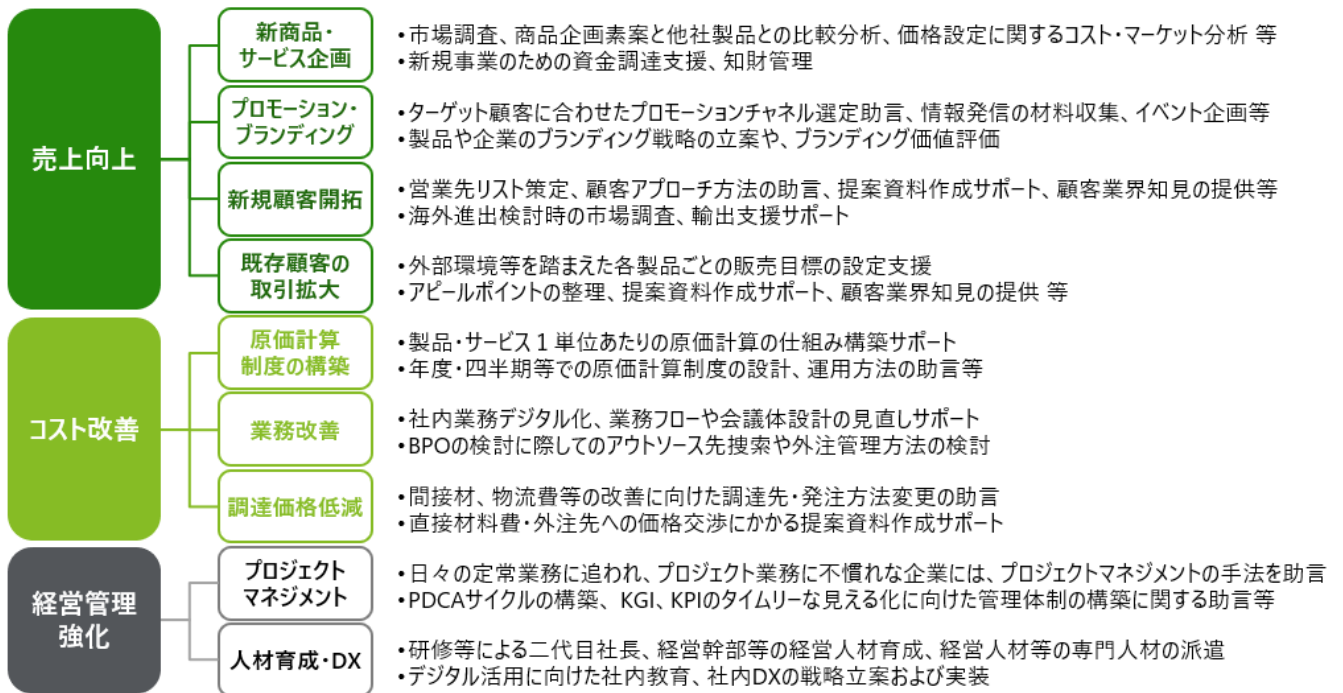 売上向上
新商品・
サービス企画
•市場調査、商品企画素案と他社製品との比較分析、価格設定に関するコスト・マーケット分析 等
•新規事業のための資金調達支援、知財管理
プロモーション・
ブランディング
•ターゲット顧客に合わせたプロモーションチャネル選定助言、情報発信の材料収集、イベント企画等
•製品や企業のブランディング戦略の立案や、ブランディング価値評価
新規顧客開拓
•営業先リスト策定、顧客アプローチ方法の助言、提案資料作成サポート、顧客業界知見の提供等
•海外進出検討時の市場調査、輸出支援サポート
既存顧客の
取引拡大
•外部環境等を踏まえた各製品ごとの販売目標の設定支援
•アピールポイントの整理、提案資料作成サポート、顧客業界知見の提供 等
コスト改善
原価計算
制度の構築
•製品・サービス１単位あたりの原価計算の仕組み構築サポート
•年度・四半期等での原価計算制度の設計、運用方法の助言等
業務改善
•社内業務デジタル化、業務フローや会議体設計の見直しサポート
•BPOの検討に際してのアウトソース先捜索や外注管理方法の検討
調達価格低減
•間接材、物流費等の改善に向けた調達先・発注方法変更の助言
•直接材料費・外注先への価格交渉にかかる提案資料作成サポート
経営管理
強化
プロジェクト
マネジメント
•日々の定常業務に追われ、プロジェクト業務に不慣れな企業には、プロジェクトマネジメントの手法を助言
•PDCAサイクルの構築、KGI、KPIのタイムリーな見える化に向けた管理体制の構築に関する助言等
人材育成・DX
•研修等による二代目社長、経営幹部等の経営人材育成、経営人材等の専門人材の派遣
•デジタル活用に向けた社内教育、社内DXの戦略立案および実装